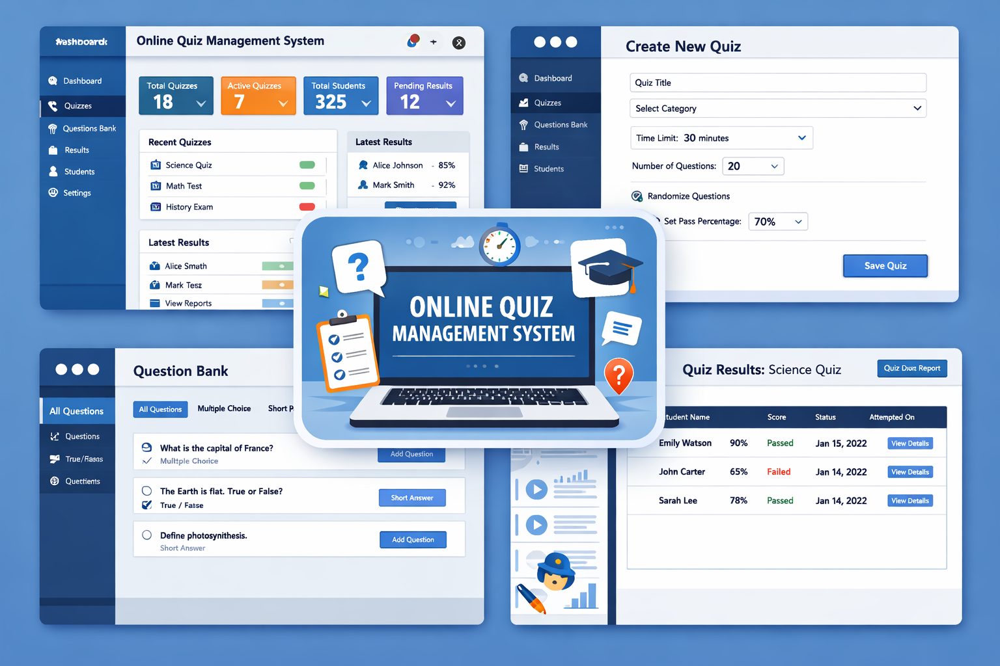 Online Quiz Management System
Dashboard
Quizzes
Questions Bank
Results
Students
Settings
Total Quizzes
18
Active Quizzes
7
Total Students
325
Pending Results
12
Recent Quizzes
Science Quiz
Math Test
History Exam
Latest Results
Alice Johnson - 85%
Mark Smith - 92%
Latest Results
Alice Smath
Mark Tesz
View Reports
Create New Quiz
Dashboard
Quizzes
Questions Bank
Results
Students
Quiz Title
Select Category
Time Limit: 30 minutes
Number of Questions: 20
Randomize Questions
Set Pass Percentage: 70%
Save Quiz
?
ONLINE QUIZ
MANAGEMENT SYSTEM
?
Question Bank
All Questions
Questions
All Questions Multiple Choice Short P
What is the capital of France?
Multiple Choice
Add Question
The Earth is flat. True or False?
True / False
Short Answer
Define photosynithesis.
Short Answer
Add Question
Quiz Results: Science Quiz
Quiz Report
tudent Name Score Status Attempted On
Emily Watson 90% Passed Jan 15, 2022 View Details
John Carter 65% Failed Jan 14, 2022 View Details
Sarah Lee 78% Passed Jan 14, 2022 View Details